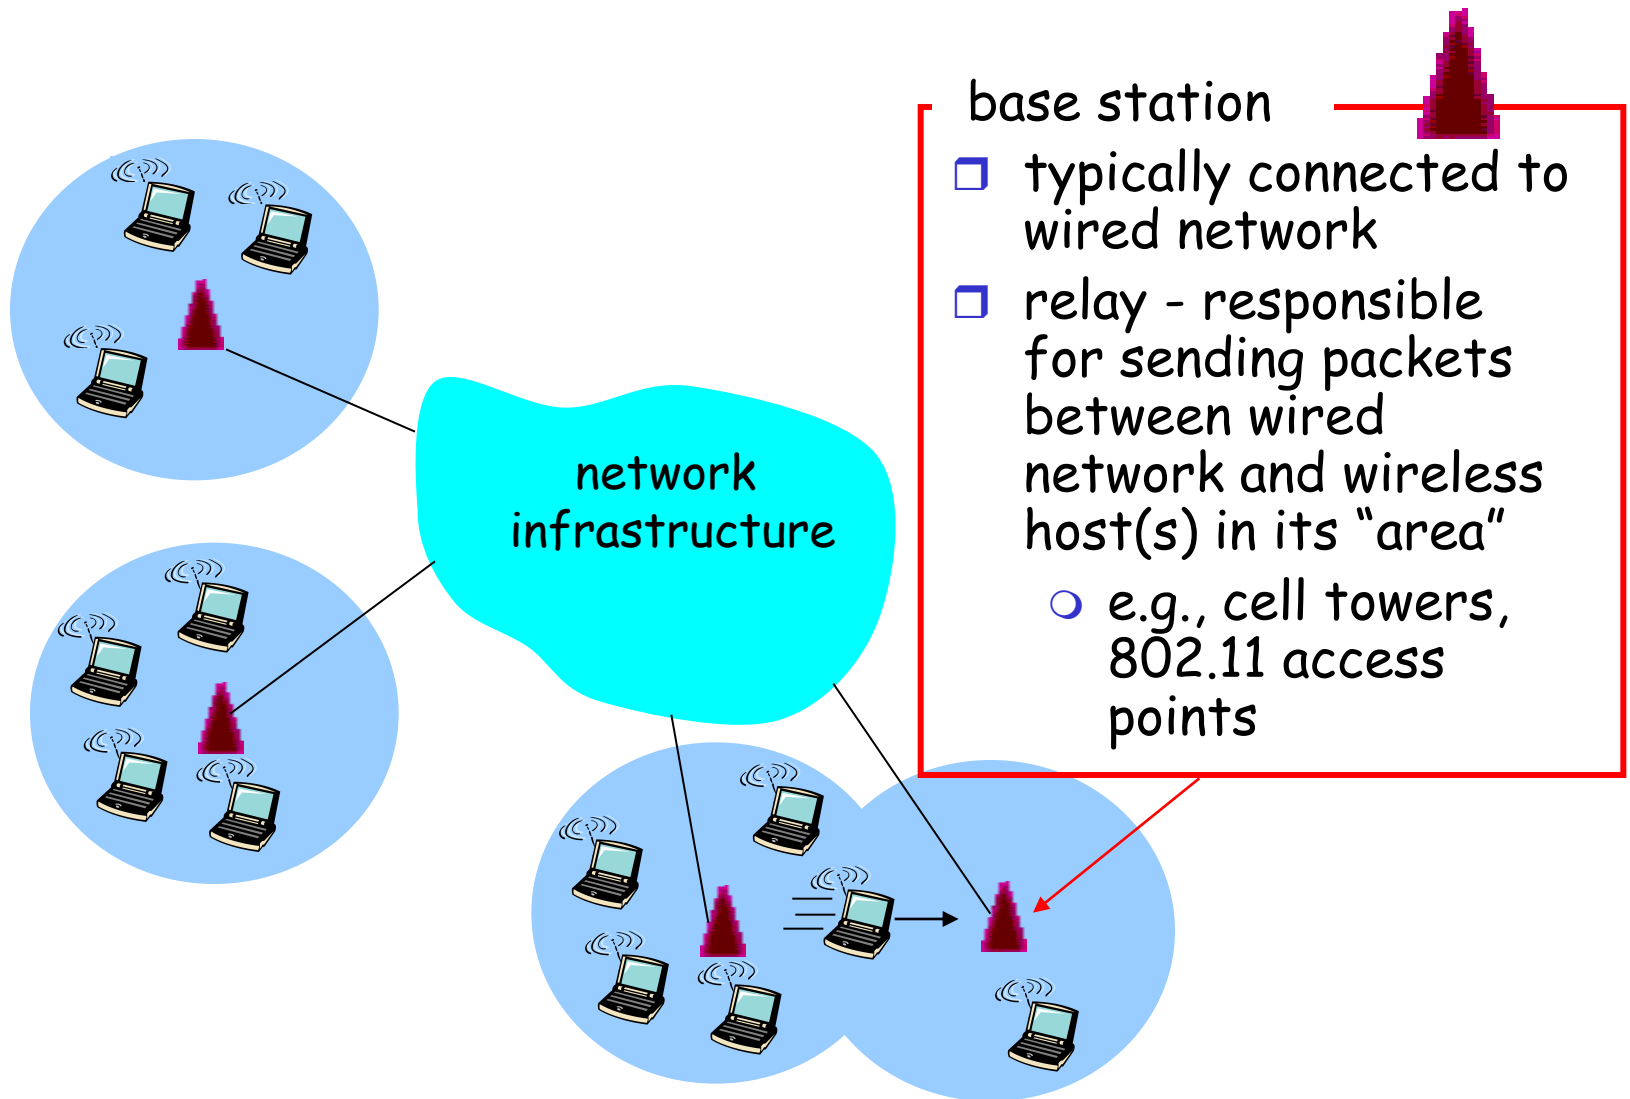 base station
typically connected to
wired network
relay - responsible
for sending packets
between wired
network and wireless
host(s) in its “area”
e.g., cell towers,
802.11 access
points
network
infrastructure